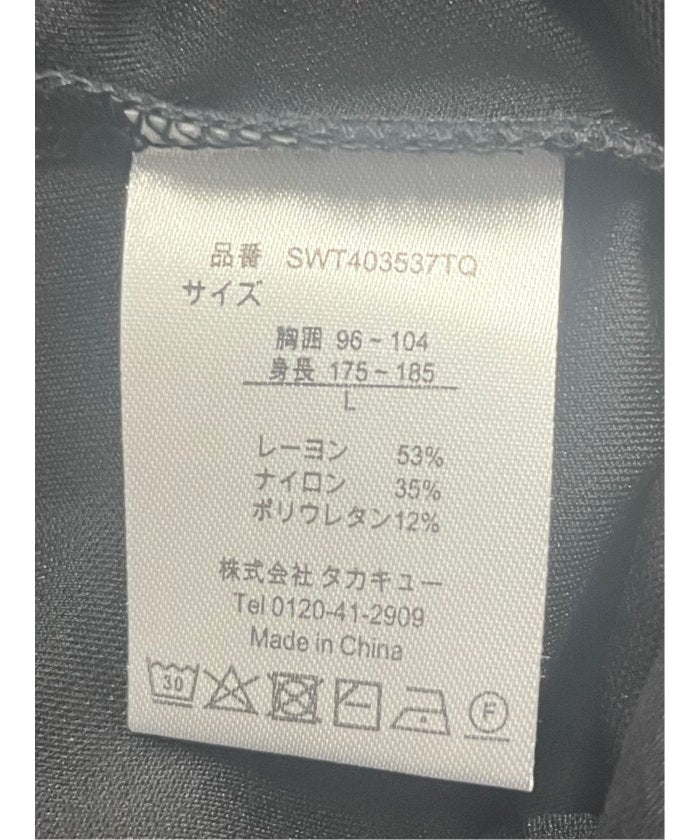 品番 SWT403537TQ
サイズ
胸囲 96~104
身長 175~185
L
レーヨン 53%
ナイロン 35%
ポリウレタン12%
株式会社 タカキュー
Tel 0120-41-2909
Made in China
30 F